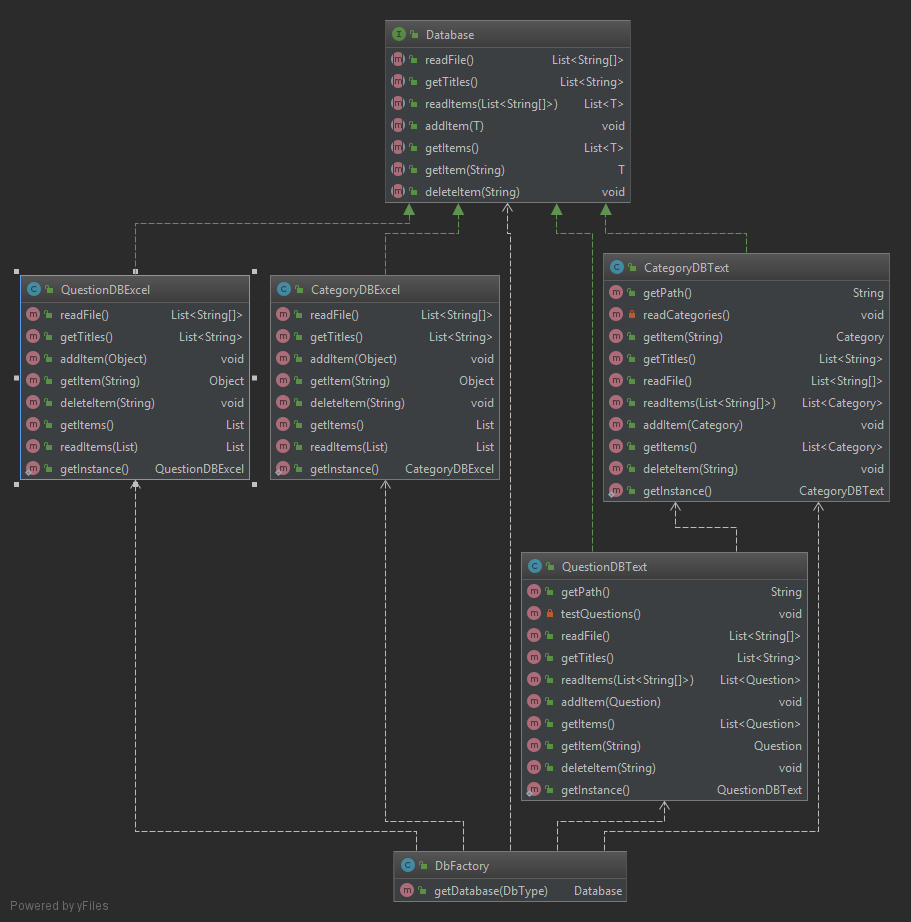 Database
readFile() List<String[]>
getTitles() List<String>
readItems(List<String[]>) List<T>
addItem(T) void
getItems() List<T>
getItem(String) T
deleteItem(String) void
QuestionDBExcel
readFile() List<String[]>
getTitles() List<String>
addItem(Object) void
getItem(String) Object
deleteItem(String) void
getItems() List
readItems(List) List
getInstance() QuestionDBExcel
CategoryDBExcel
readFile() List<String[]>
getTitles() List<String>
addItem(Object) void
getItem(String) Object
deleteItem(String) void
getItems() List
readItems(List) List
getInstance() CategoryDBExcel
CategoryDBText
getPath() String
readCategories() void
getItem(String) Category
getTitles() List<String>
readFile() List<String[]>
readItems(List<String[]>) List<Category>
addItem(Category) void
getItems() List<Category>
deleteItem(String) void
getInstance() CategoryDBText
QuestionDBText
getPath() String
testQuestions() void
readFile() List<String[]>
getTitles() List<String>
readItems(List<String[]>) List<Question>
addItem(Question) void
getItems() List<Question>
getItem(String) Question
deleteItem(String) void
getInstance() QuestionDBText
DbFactory
getDatabase(DbType) Database
Powered by yFiles